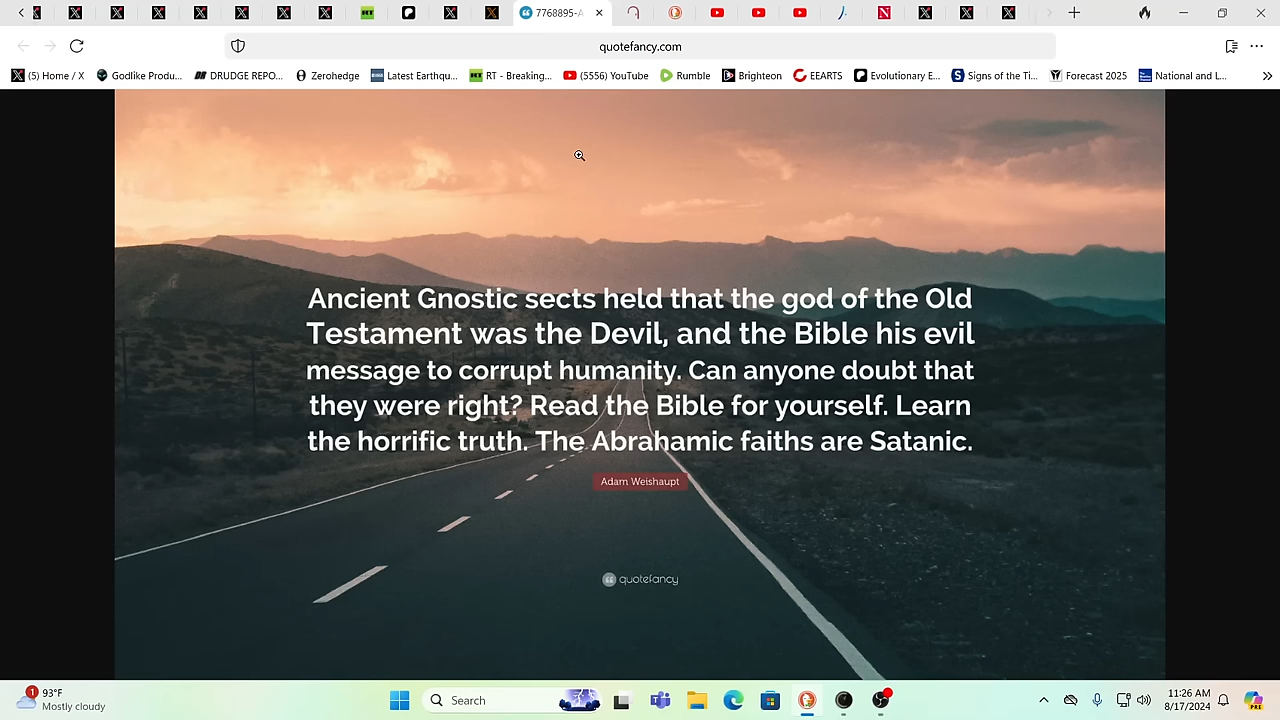 7768895-A
quotefancy.com
(5) Home / X
Godlike Produ...
DRUDGE REPO...
Zerohedge
Latest Earthqu...
RT - Breaking...
(5556) YouTube
Rumble
Brighteon
EEARTS
Evolutionary E...
Signs of the Ti...
Forecast 2025
National and L...
Ancient Gnostic sects held that the god of the Old
Testament was the Devil, and the Bible his evil
message to corrupt humanity. Can anyone doubt that
they were right? Read the Bible for yourself. Learn
the horrific truth. The Abrahamic faiths are Satanic.
Adam Weishaupt
quotefancy
1
93°F
Mostly cloudy
Search
11:26 AM
8/17/2024
PRE